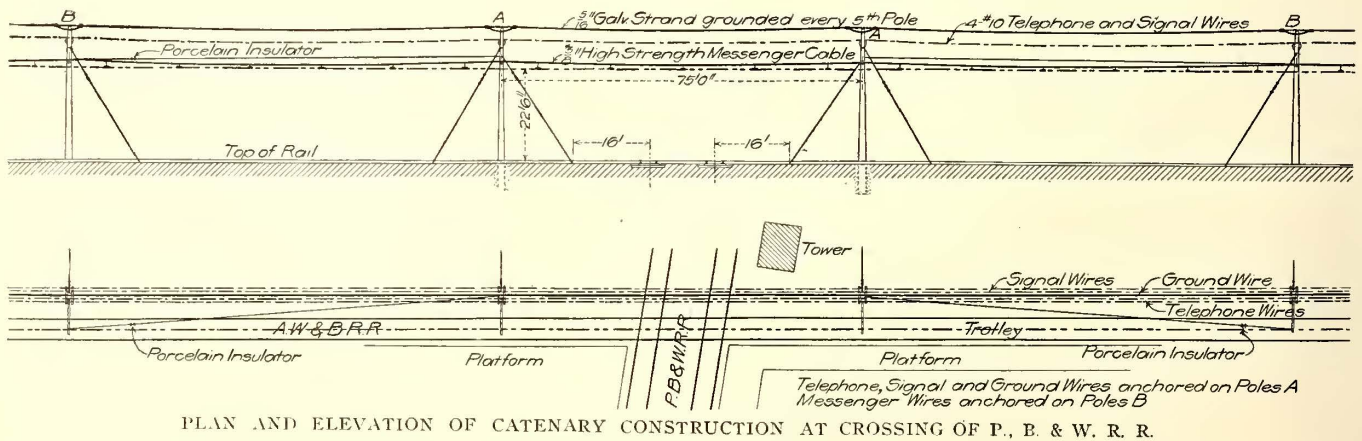 B
A
5/16" Galv. Strand grounded every 5th Pole
A
4-#10 Telephone and Signal Wires
B
Porcelain Insulator
"High Strength Messenger Cable
75'0"
22'6"
16'
16'
Top of Rail
Tower
Signal Wires
Ground Wire
Telephone Wires
A.W & B.R.R
Trolley
Porcelain Insulator
Platform
P.B & W.R.R
Platform
Porcelain Insulator
Telephone, Signal and Ground Wires anchored on Poles A
Messenger Wires anchored on Poles B
PLAN AND ELEVATION OF CATENARY CONSTRUCTION AT CROSSING OF P., B. & W. R. R.